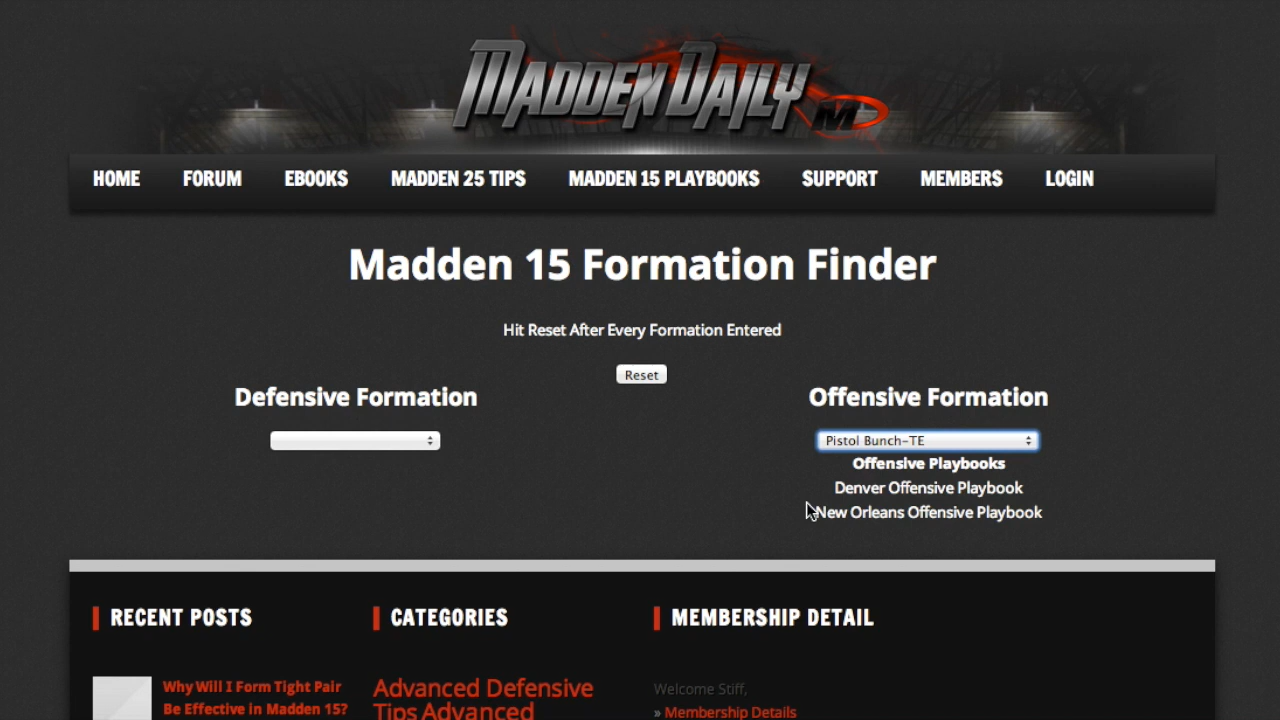 MADDEN DAILY M
HOME FORUM EBOOKS MADDEN 25 TIPS MADDEN 15 PLAYBOOKS SUPPORT MEMBERS LOGIN
Madden 15 Formation Finder
Hit Reset After Every Formation Entered
Reset
Defensive Formation
Offensive Formation
Pistol Bunch-TE
Offensive Playbooks
Denver Offensive Playbook
New Orleans Offensive Playbook
RECENT POSTS
Why Will I Form Tight Pair
Be Effective in Madden 15?
CATEGORIES
Advanced Defensive
Tips Advanced
MEMBERSHIP DETAIL
Welcome Stiff,
» Membership Details